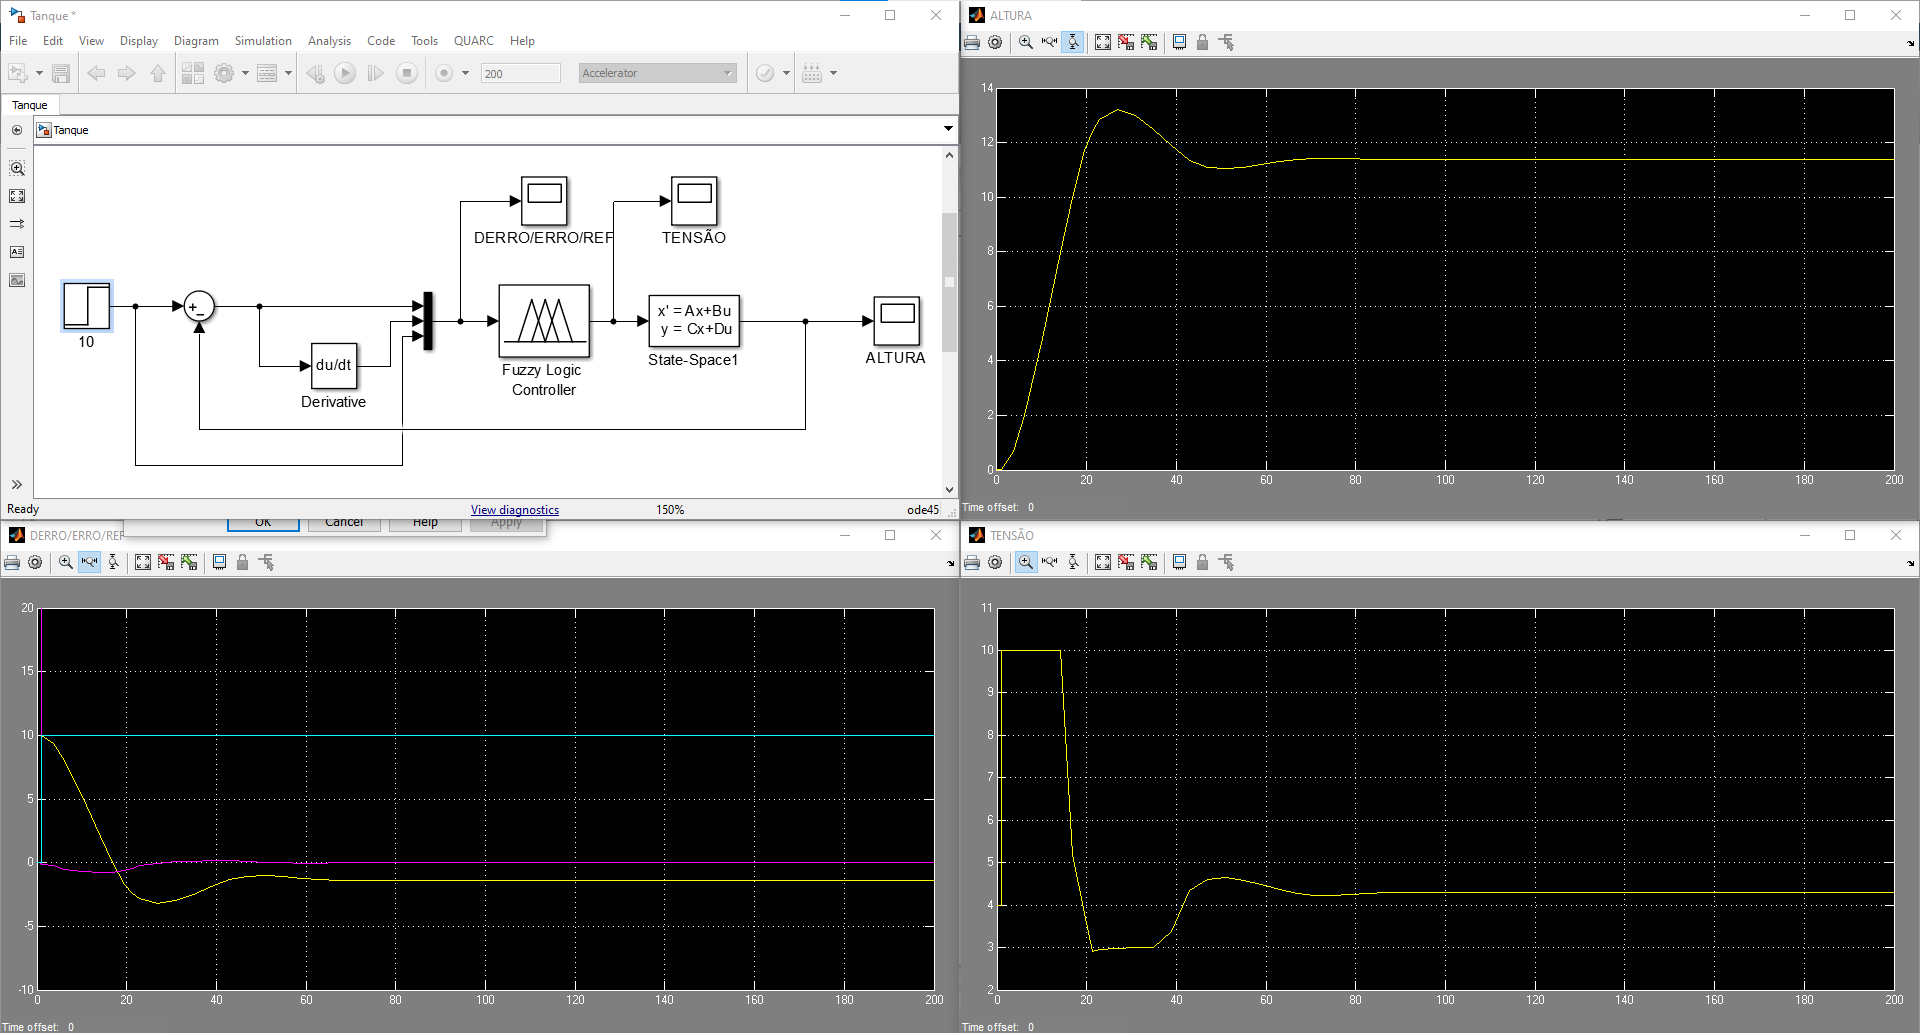 Tanque *
File Edit View Display Diagram Simulation Analysis Code Tools QUARC Help
200 Accelerator
Tanque
Tanque
DERRO/ERRO/REF
TENSÃO
10
+
−
du/dt
Derivative
Fuzzy Logic
Controller
x' = Ax+Bu
y = Cx+Du
State-Space1
ALTURA
Ready View diagnostics 150% ode45
OK Cancel Help Apply
ALTURA
14
12
10
8
6
4
2
0
0 20 40 60 80 100 120 140 160 180 200
Time offset: 0
DERRO/ERRO/REF
20
15
10
5
0
-5
-10
0 20 40 60 80 100 120 140 160 180 200
Time offset: 0
TENSÃO
11
10
9
8
7
6
5
4
3
2
0 20 40 60 80 100 120 140 160 180 200
Time offset: 0